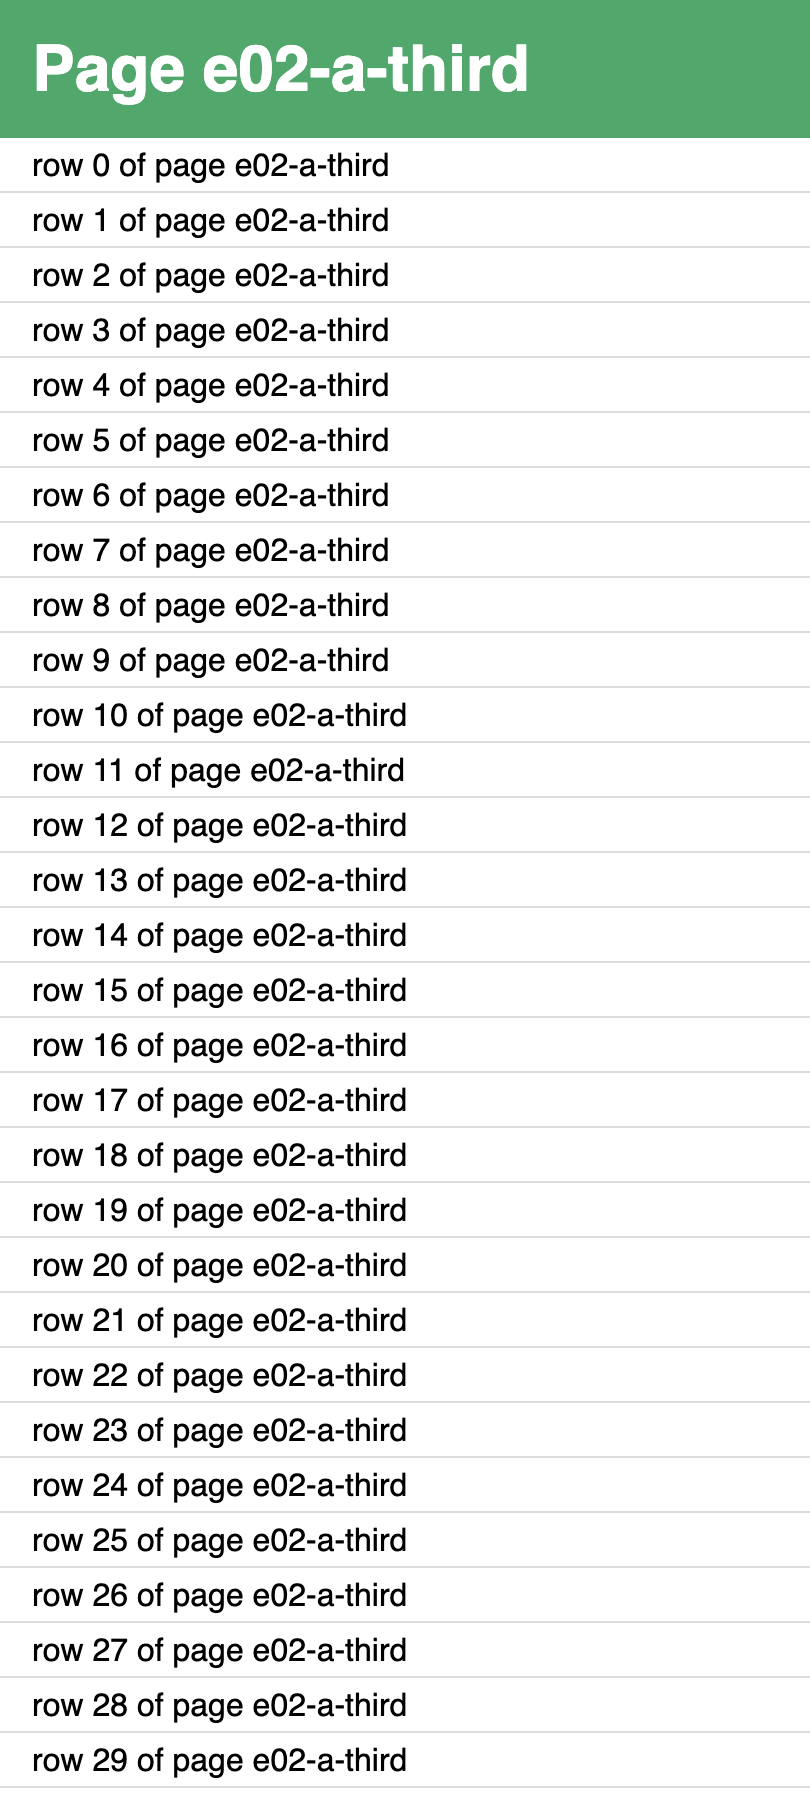 Page e02-a-third
row 0 of page e02-a-third
row 1 of page e02-a-third
row 2 of page e02-a-third
row 3 of page e02-a-third
row 4 of page e02-a-third
row 5 of page e02-a-third
row 6 of page e02-a-third
row 7 of page e02-a-third
row 8 of page e02-a-third
row 9 of page e02-a-third
row 10 of page e02-a-third
row 11 of page e02-a-third
row 12 of page e02-a-third
row 13 of page e02-a-third
row 14 of page e02-a-third
row 15 of page e02-a-third
row 16 of page e02-a-third
row 17 of page e02-a-third
row 18 of page e02-a-third
row 19 of page e02-a-third
row 20 of page e02-a-third
row 21 of page e02-a-third
row 22 of page e02-a-third
row 23 of page e02-a-third
row 24 of page e02-a-third
row 25 of page e02-a-third
row 26 of page e02-a-third
row 27 of page e02-a-third
row 28 of page e02-a-third
row 29 of page e02-a-third